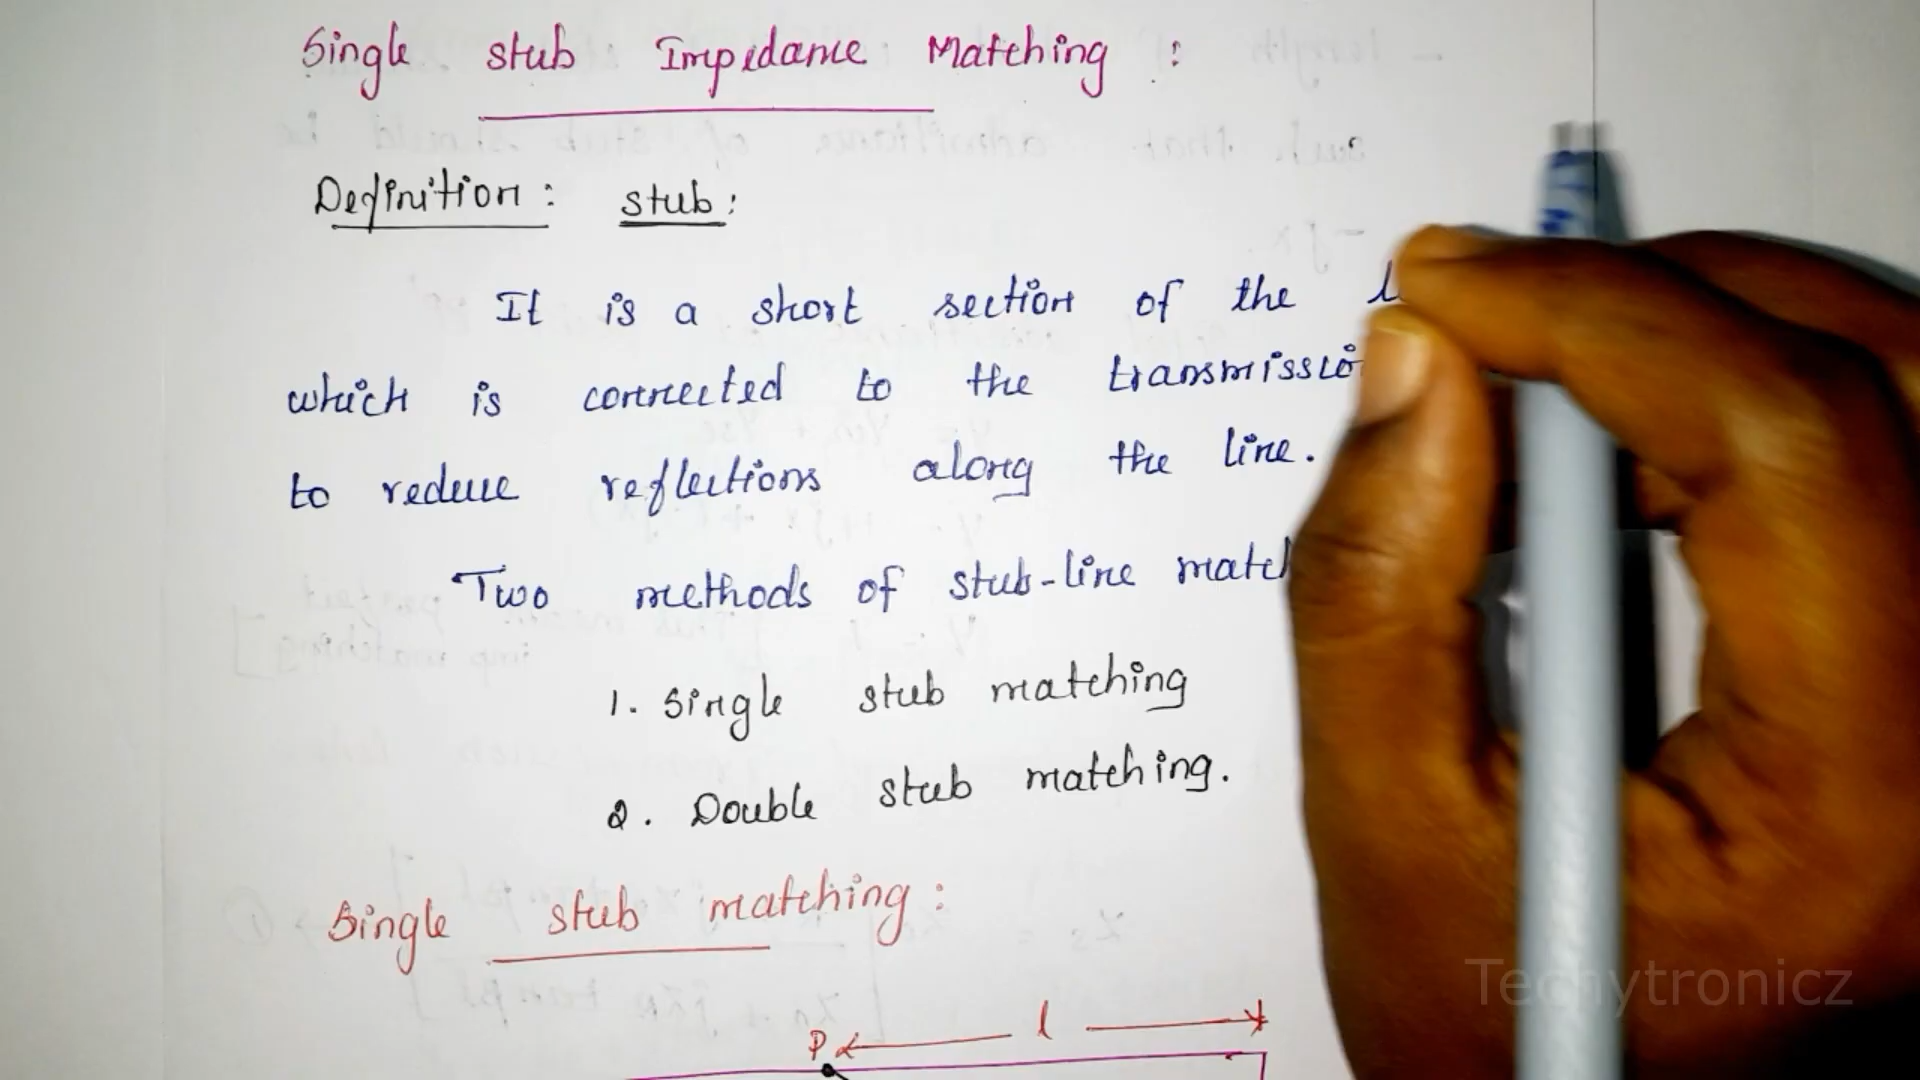 Single stub Impedance Matching :
Definition : stub :
It is a short section of the
which is connected to the
to reduce reflections along the line.
Two methods of stub-line
1. Single stub matching
2. Double stub matching.
Single stub matching :
P l
Techytronicz